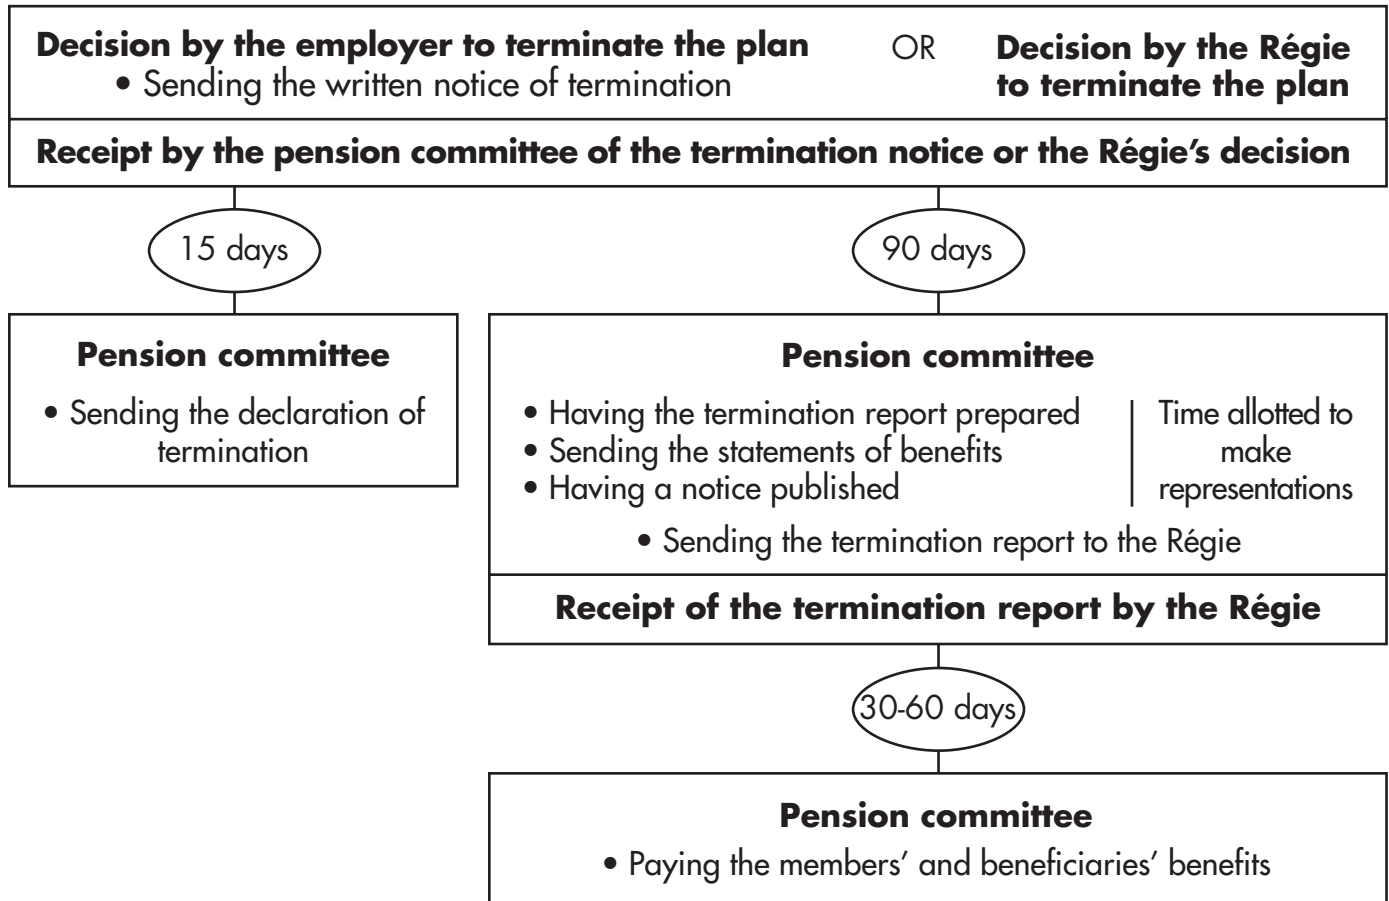 Decision by the employer to terminate the plan
• Sending the written notice of termination
OR
Decision by the Régie
to terminate the plan
Receipt by the pension committee of the termination notice or the Régie's decision
15 days
90 days
Pension committee
• Sending the declaration of
termination
Pension committee
• Having the termination report prepared
• Sending the statements of benefits
• Having a notice published
Time allotted to
make
representations
• Sending the termination report to the Régie
Receipt of the termination report by the Régie
30-60 days
Pension committee
• Paying the members' and beneficiaries' benefits